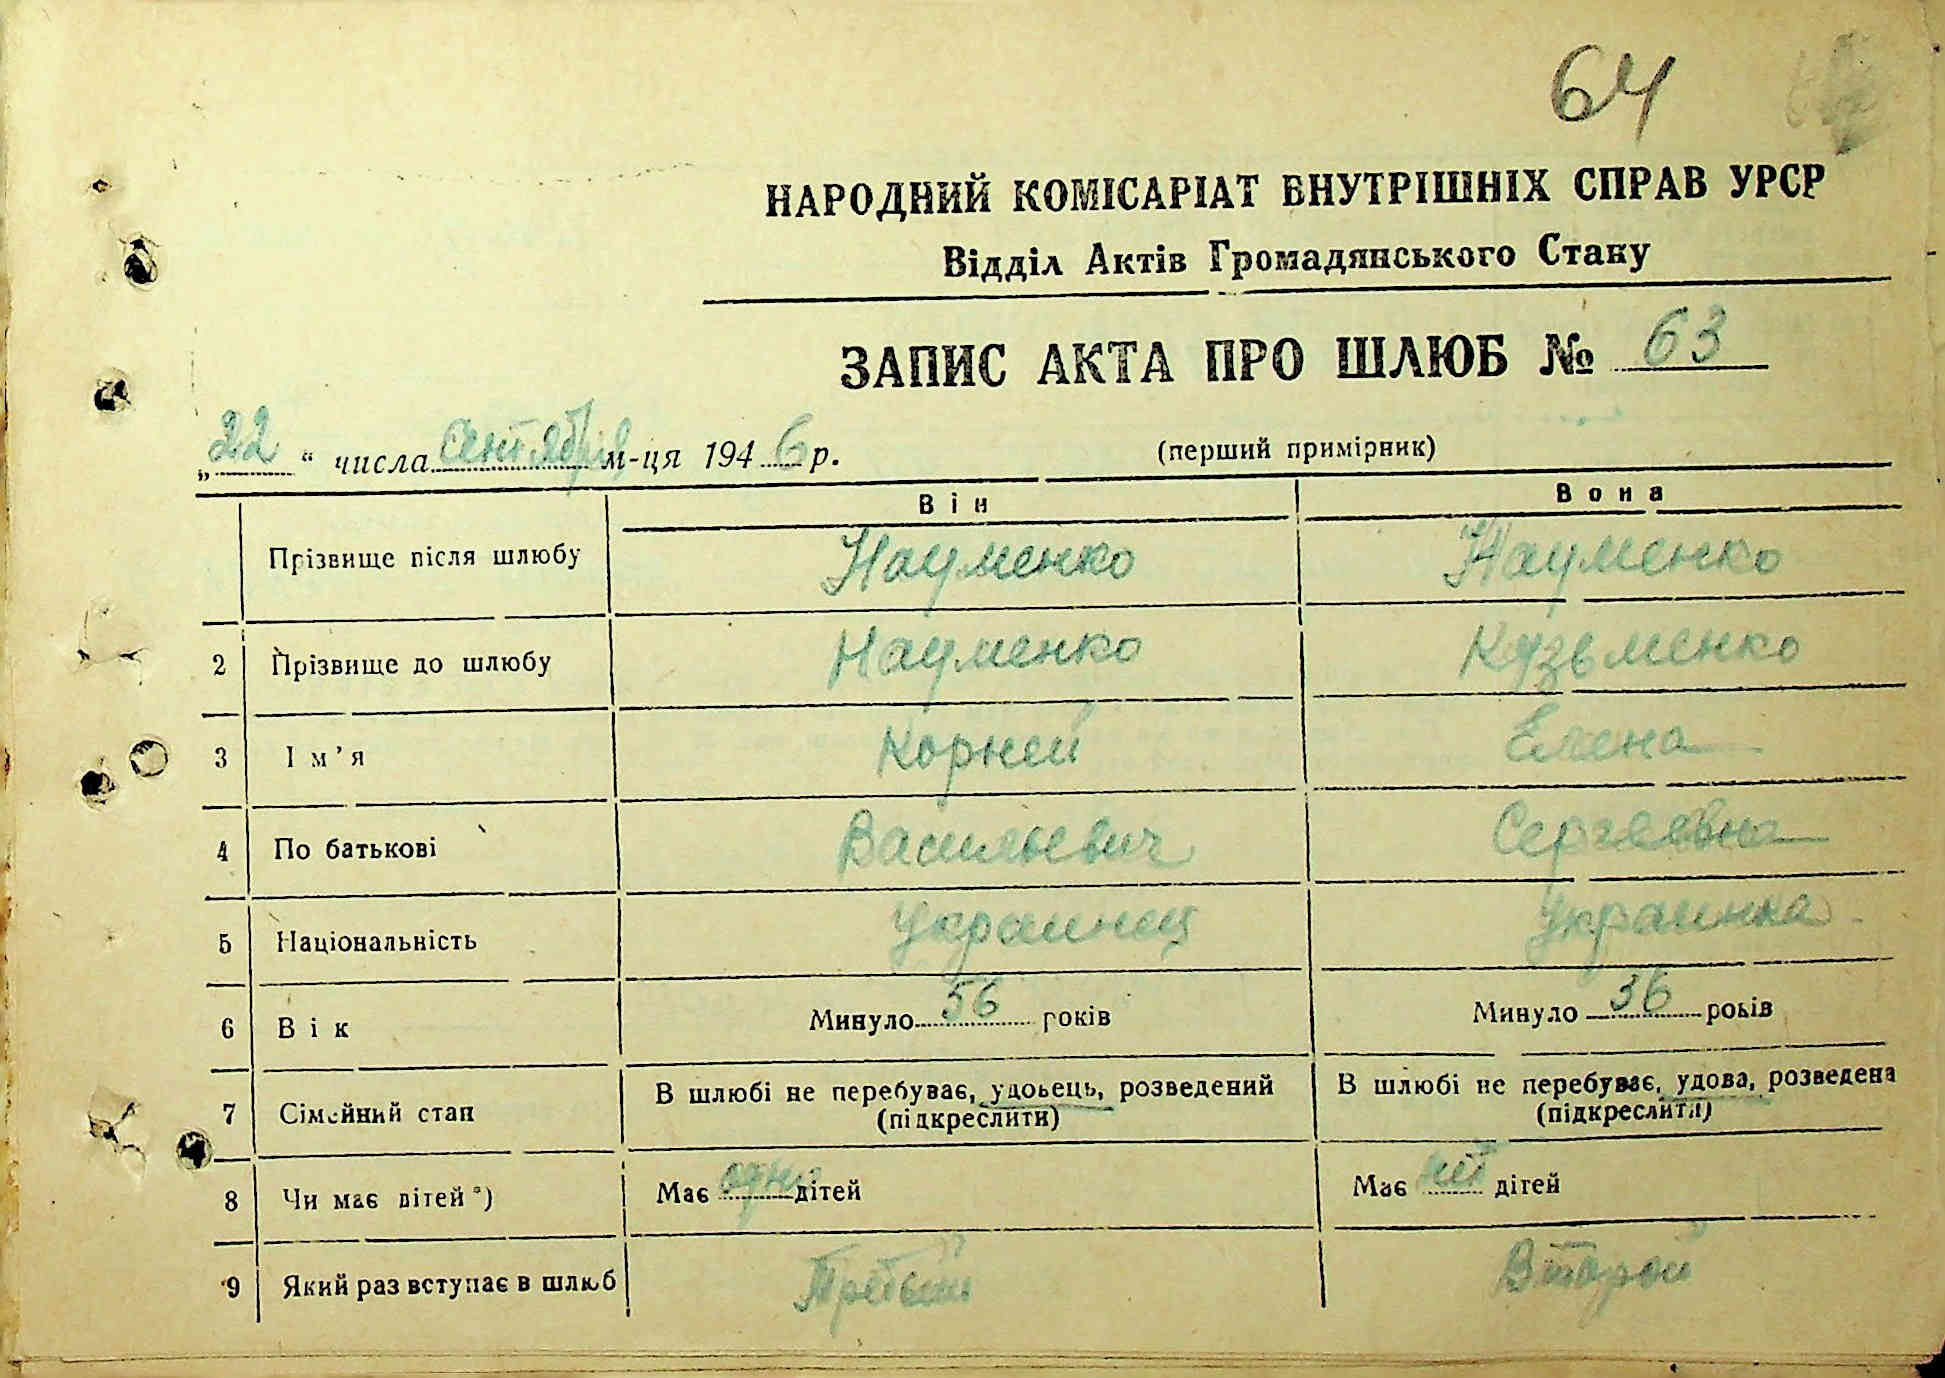 64
НАРОДНИЙ КОМІСАРІАТ ВНУТРІШНІХ СПРАВ УРСР
Відділ Актів Громадянського Стану
ЗАПИС АКТА ПРО ШЛЮБ № 63
„22“ числа Сентября м-ця 1946 р. (перший примірник)
Він Вона
Прізвище після шлюбу Науменко Науменко
2 Прізвище до шлюбу Науменко Кузьменко
3 Ім'я Корней Елена
4 По батькові Васильевич Сергеевна
5 Національність Украинец Украинка
6 Вік Минуло 56 років Минуло 36 років
7 Сімейний стан В шлюбі не перебуває, удовець, розведений В шлюбі не перебуває, удова, розведена
(підкреслити) (підкреслити)
8 Чи має дітей *) Має одно дітей Має нет дітей
9 Який раз вступає в шлюб Третьий Второй